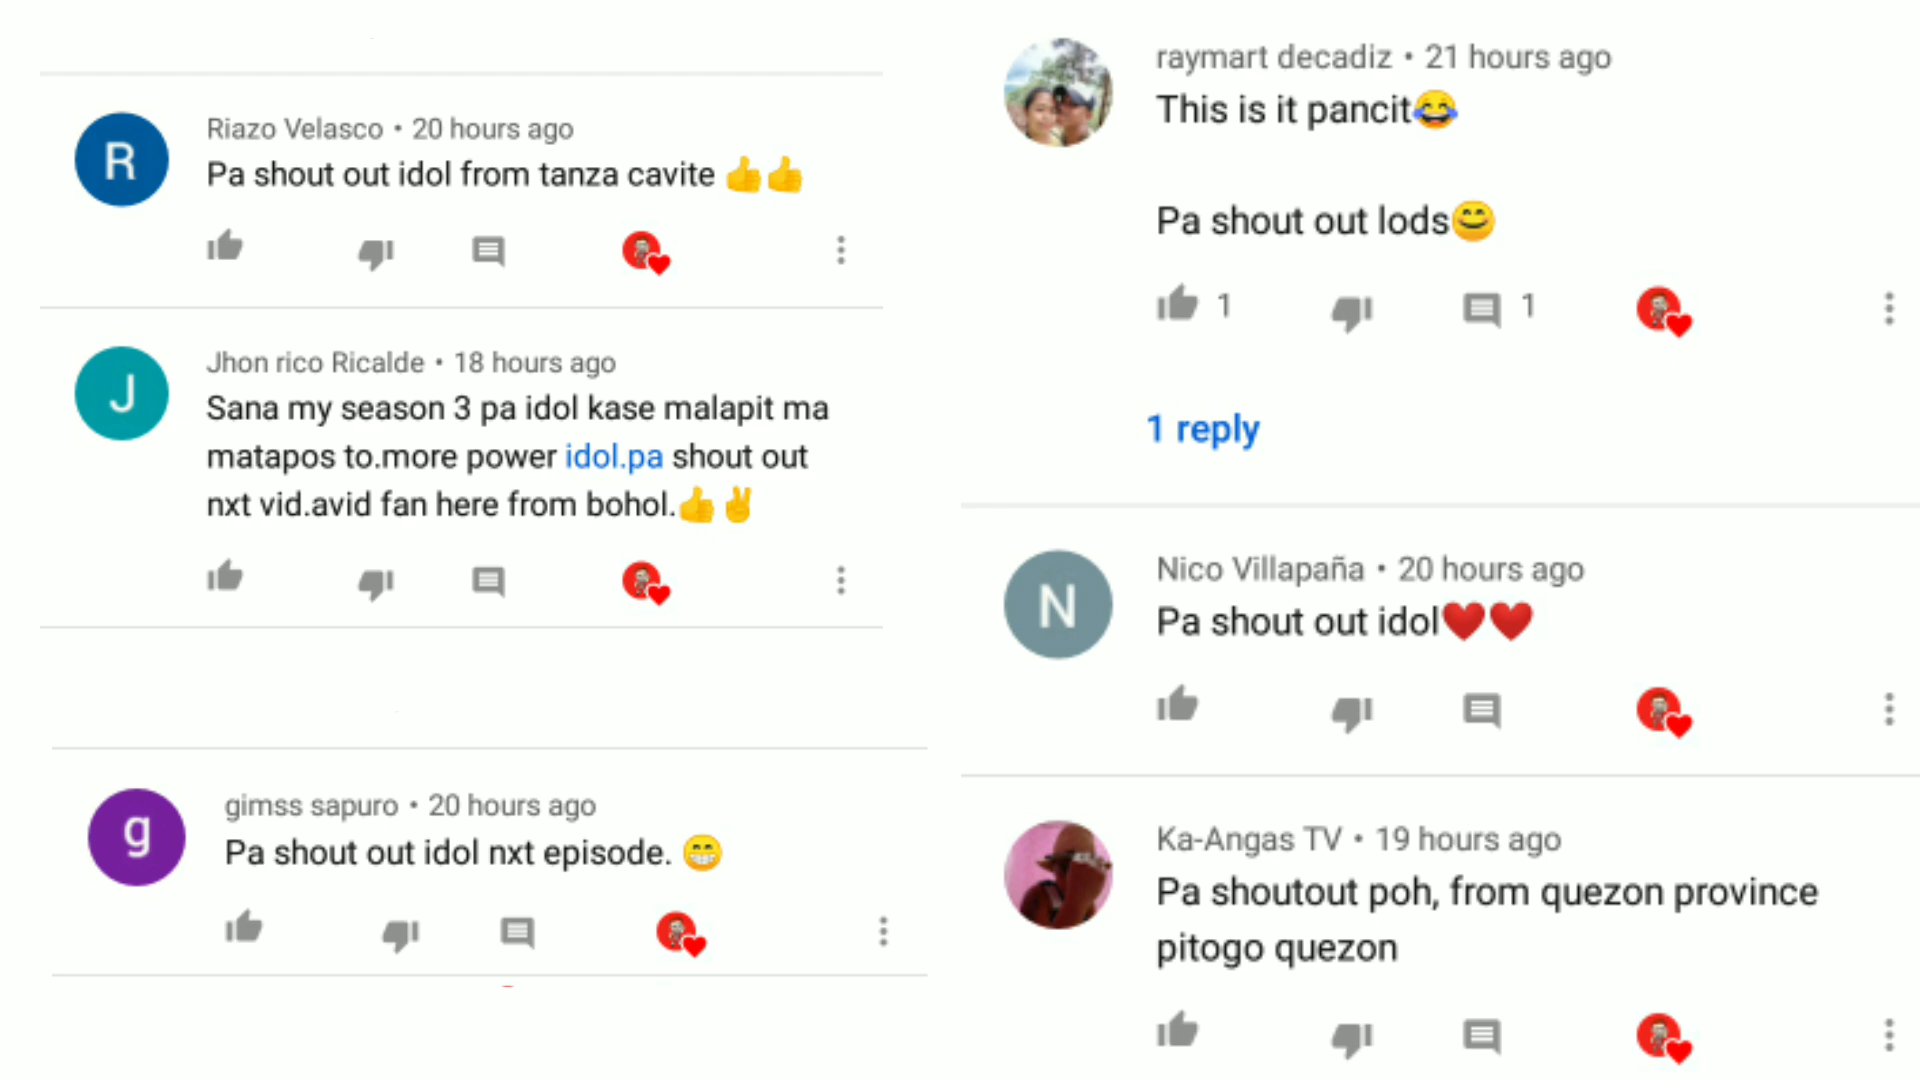 R
Riazo Velasco • 20 hours ago
Pa shout out idol from tanza cavite 👍👍
J
Jhon rico Ricalde • 18 hours ago
Sana my season 3 pa idol kase malapit ma
matapos to.more power idol.pa shout out
nxt vid.avid fan here from bohol.👍✌
g
gimss sapuro • 20 hours ago
Pa shout out idol nxt episode. 😁
raymart decadiz • 21 hours ago
This is it pancit😂
Pa shout out lods😊
1 1
1 reply
N
Nico Villapaña • 20 hours ago
Pa shout out idol❤❤
Ka-Angas TV • 19 hours ago
Pa shoutout poh, from quezon province
pitogo quezon